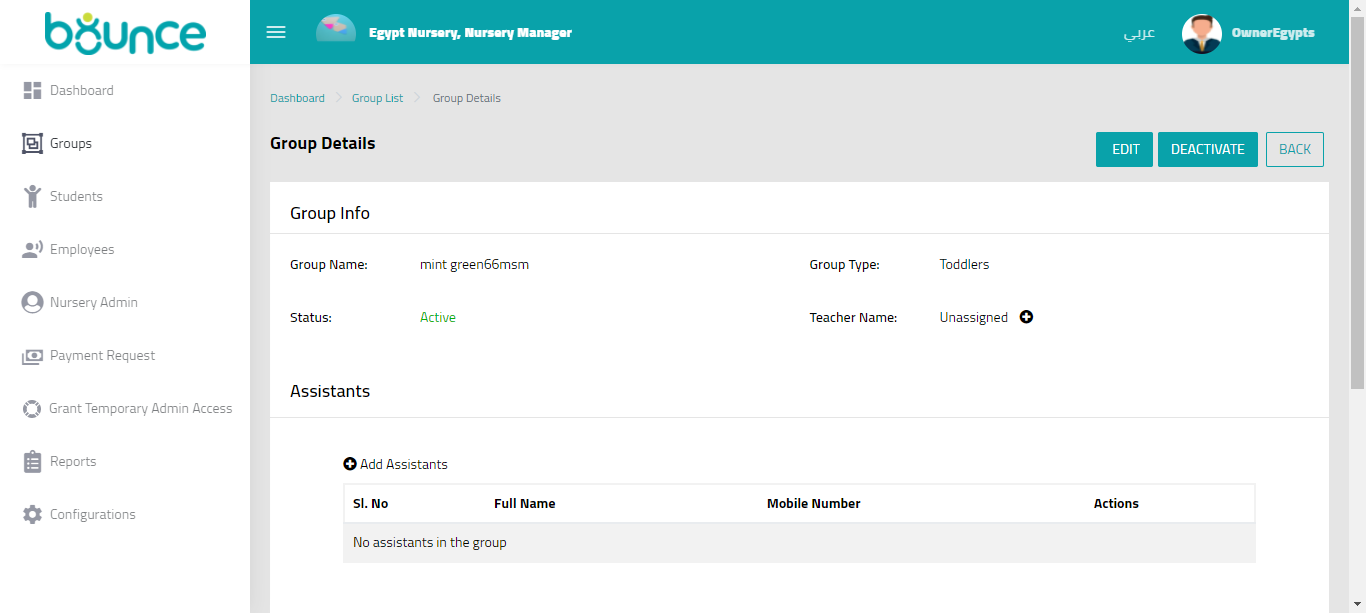 bounce
Egypt Nursery, Nursery Manager
عربي
OwnerEgypts
Dashboard
Groups
Students
Employees
Nursery Admin
Payment Request
Grant Temporary Admin Access
Reports
Configurations
Dashboard Group List Group Details
Group Details
EDIT DEACTIVATE BACK
Group Info
Group Name: mint green66msm Group Type: Toddlers
Status: Active Teacher Name: Unassigned
Assistants
Add Assistants
Sl. No Full Name Mobile Number Actions
No assistants in the group